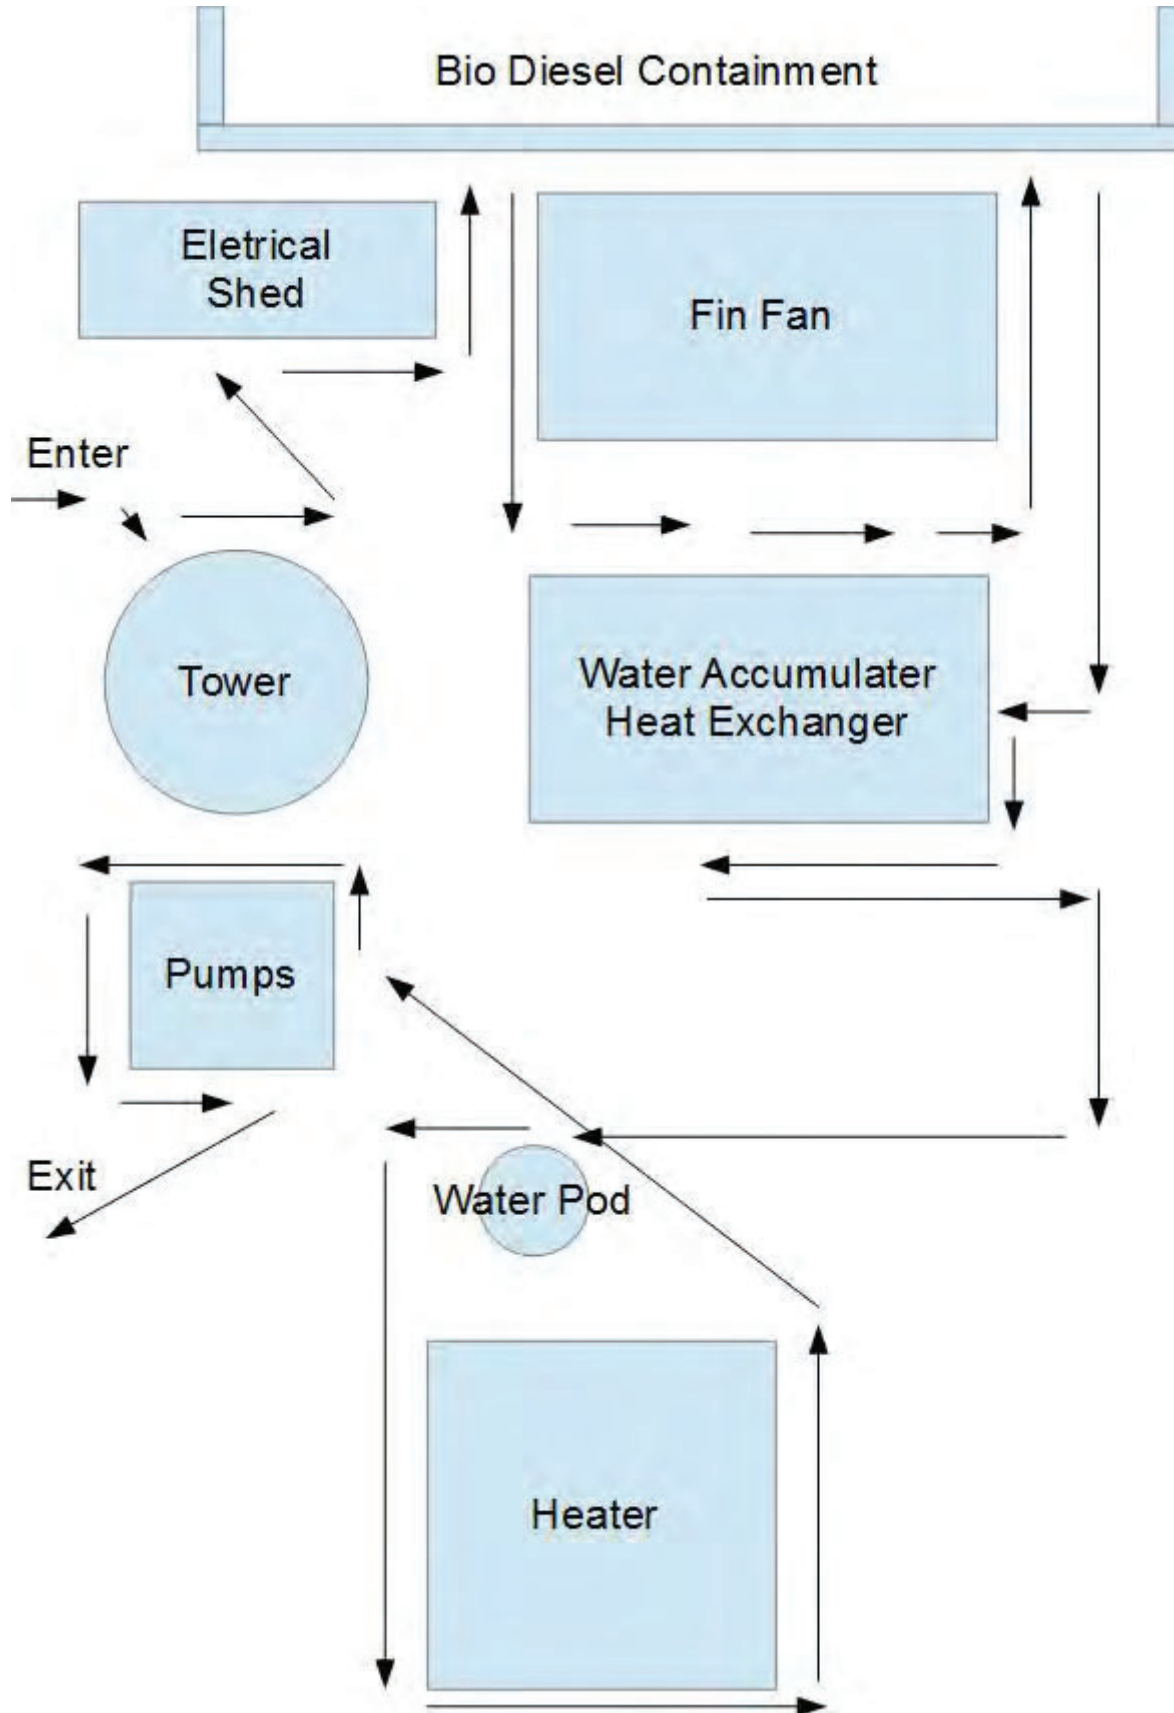 Bio Diesel Containment
Eletrical
Shed
Fin Fan
Enter
Tower
Water Accumulater
Heat Exchanger
Pumps
Exit
Water Pod
Heater